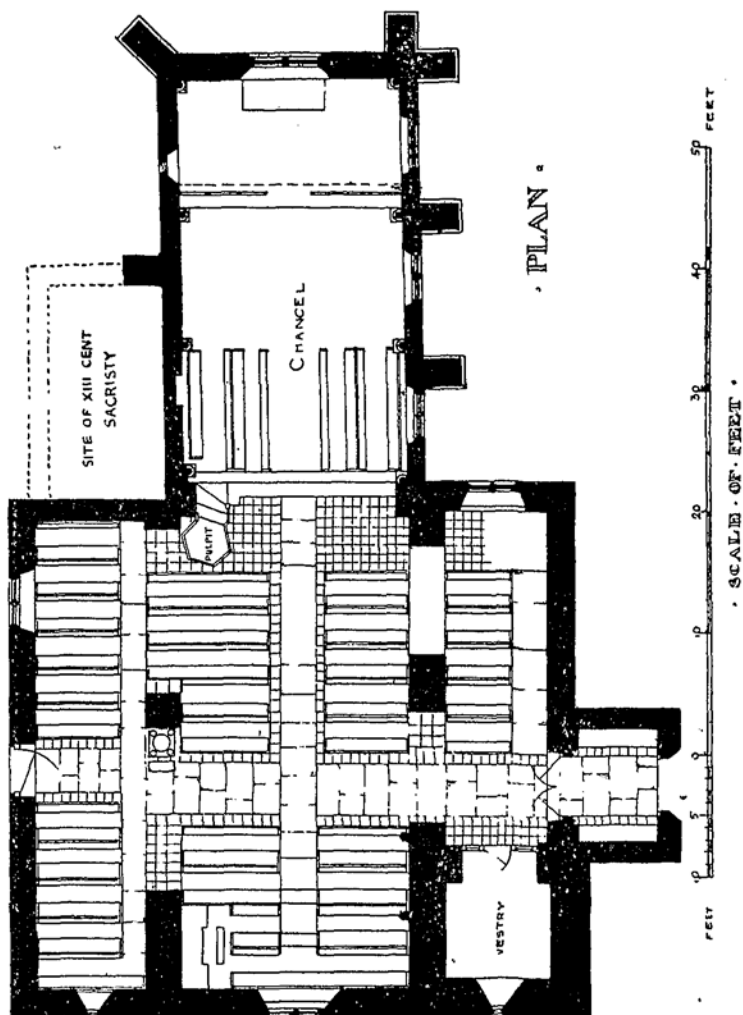 SITE OF XIII CENT
SACRISTY
CHANCEL
PULPIT
VESTRY
· PLAN ·
FEET
10
5
0
10
20
30
40
50
FEET
· SCALE · OF · FEET ·